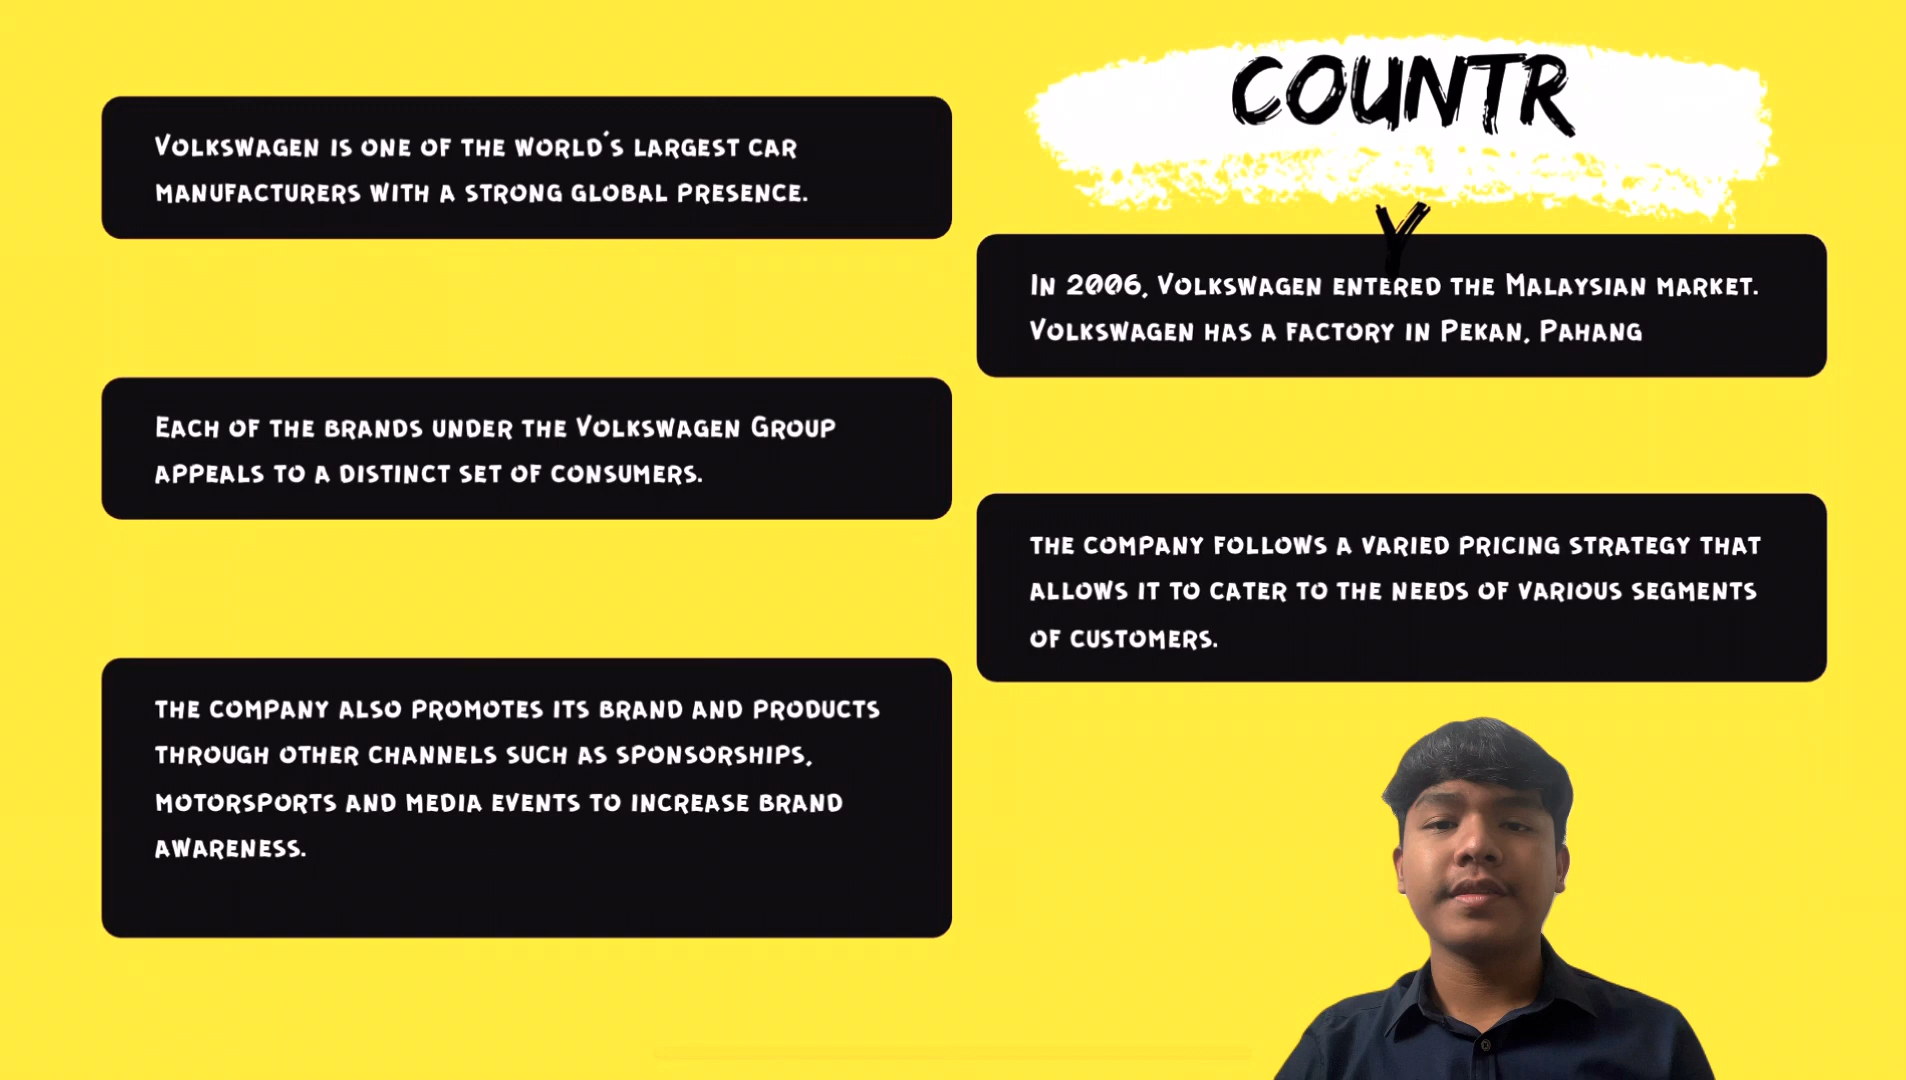 COUNTR
Y
Volkswagen is one of the world's largest car
manufacturers with a strong global presence.
In 2006, Volkswagen entered the Malaysian market.
Volkswagen has a factory in Pekan, Pahang
Each of the brands under the Volkswagen Group
appeals to a distinct set of consumers.
the company follows a varied pricing strategy that
allows it to cater to the needs of various segments
of customers.
the company also promotes its brand and products
through other channels such as sponsorships,
motorsports and media events to increase brand
awareness.